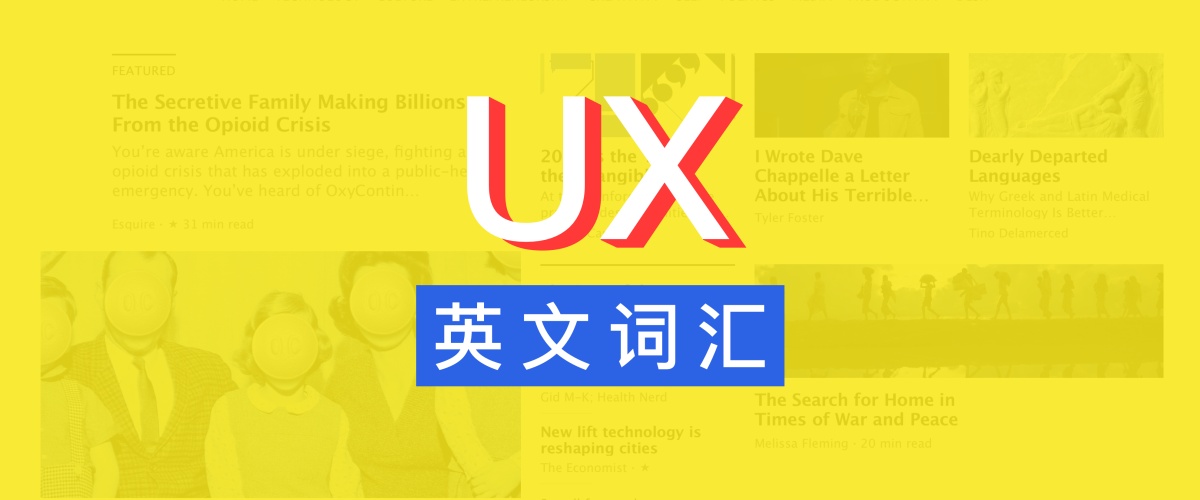 FEATURED
The Secretive Family Making Billions
From the Opioid Crisis
You're aware America is under siege, fighting a
opioid crisis that has exploded into a public-he
emergency. You've heard of OxyContin...
Esquire · ★ 31 min read
UX
英文词汇
20 the
the
Gid M-K; Health Nerd
New lift technology is
reshaping cities
The Economist · ★
I Wrote Dave
Chappelle a Letter
About His Terrible...
Tyler Foster
Dearly Departed
Languages
Why Greek and Latin Medical
Terminology Is Better...
Tino Delamerced
The Search for Home in
Times of War and Peace
Melissa Fleming · 20 min read